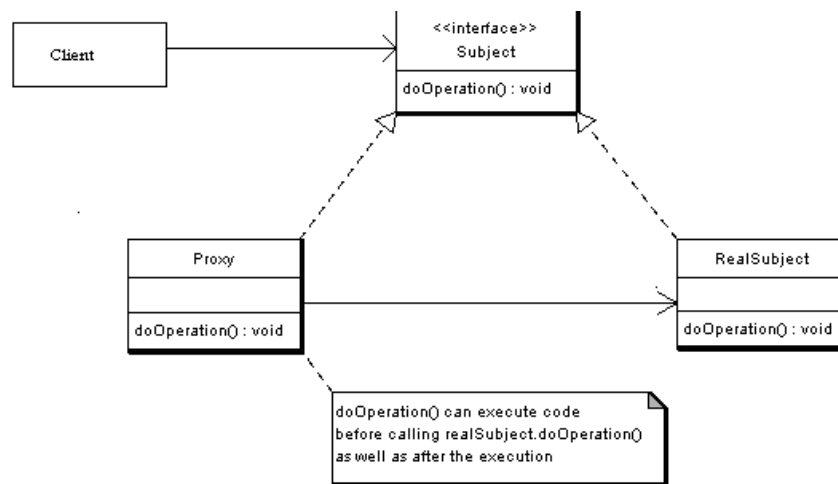 Client
<<interface>>
Subject
doOperation() : void
Proxy
doOperation() : void
RealSubject
doOperation() : void
doOperation() can execute code
before calling realSubject.doOperation()
as well as after the execution